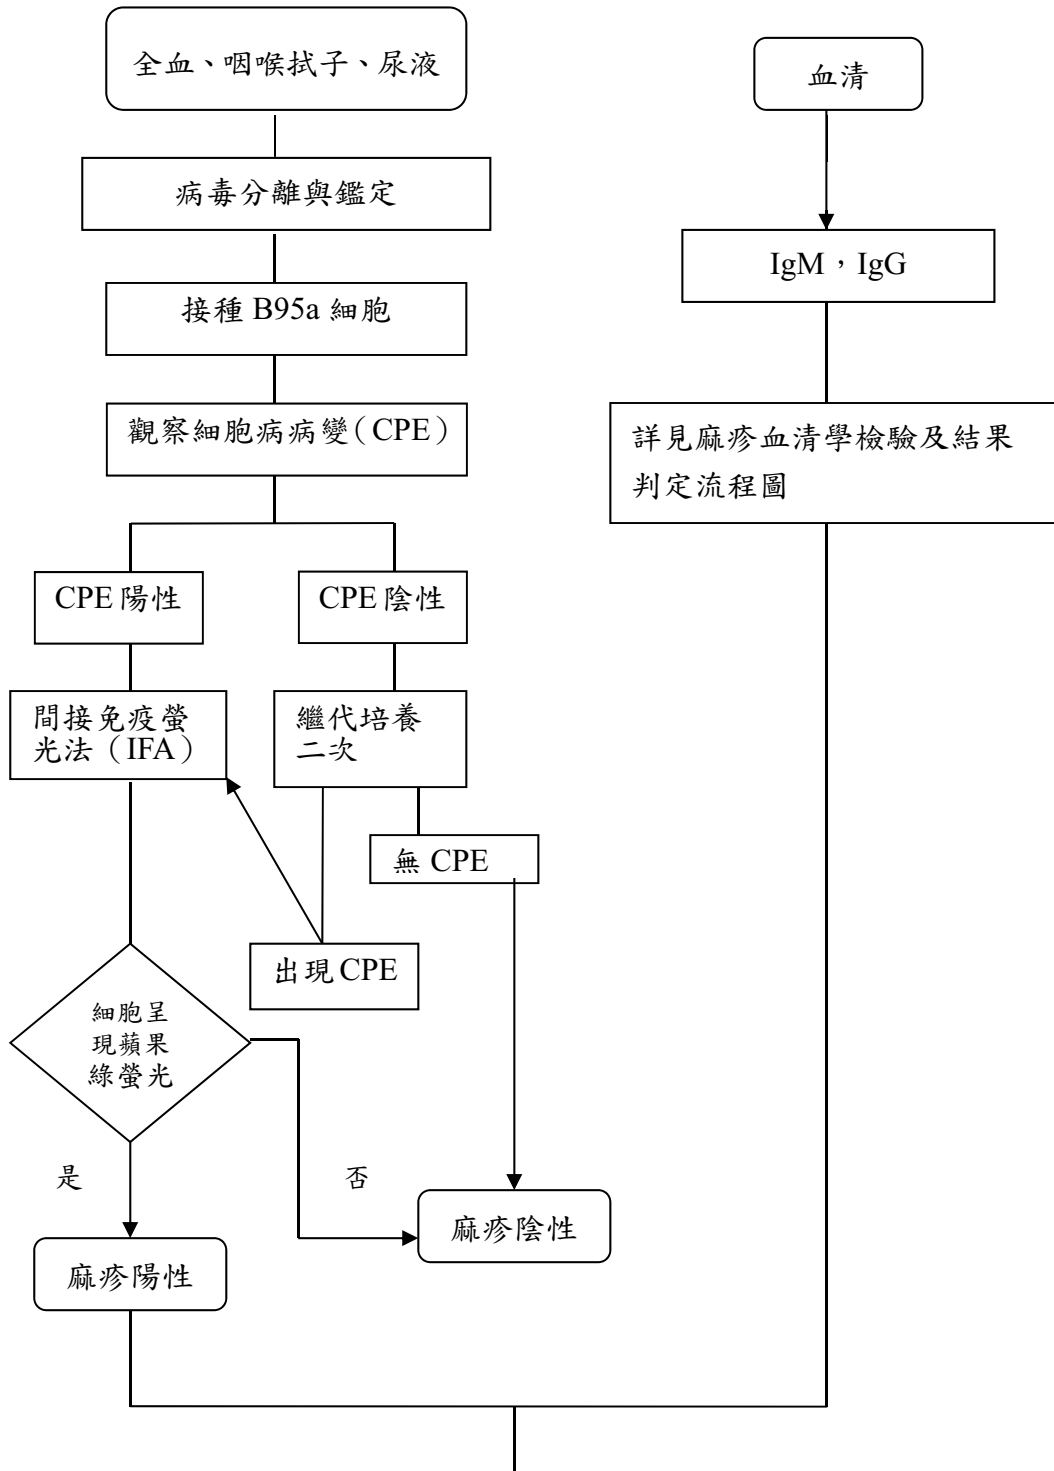 全血、咽喉拭子、尿液
血清
病毒分離與鑑定
IgM，IgG
接種 B95a 細胞
觀察細胞病病變（CPE）
詳見麻疹血清學檢驗及結果
判定流程圖
CPE 陽性
CPE 陰性
間接免疫螢
光法（IFA）
繼代培養
二次
無 CPE
出現 CPE
細胞呈
現蘋果
綠螢光
是
否
麻疹陰性
麻疹陽性